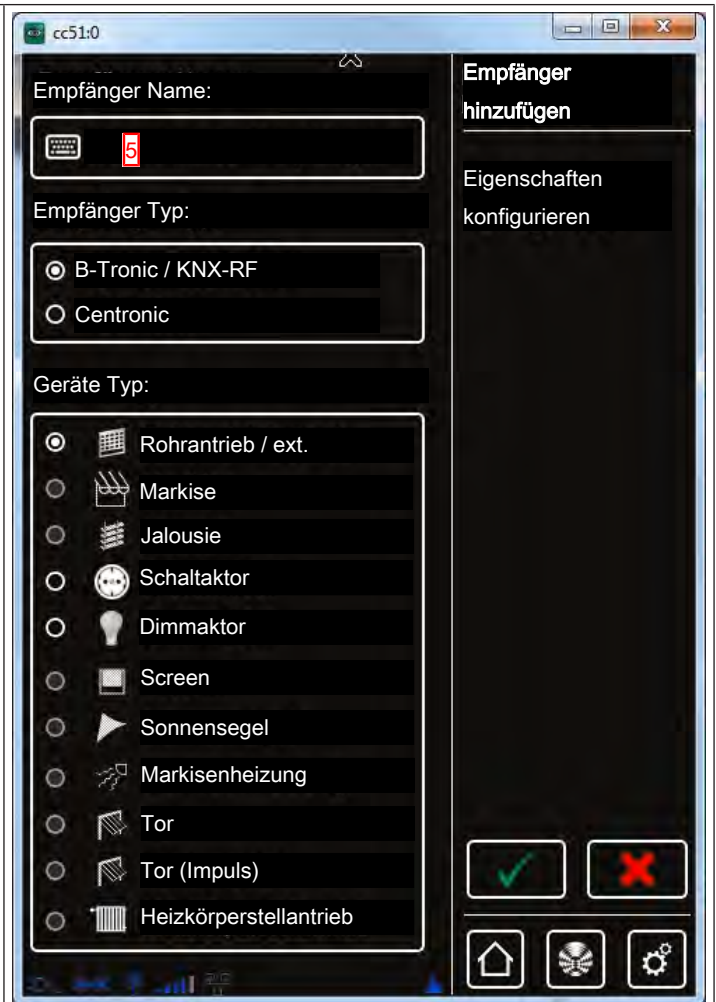 cc51:0
Empfänger Name:
5
Empfänger Typ:
B-Tronic / KNX-RF
Centronic
Geräte Typ:
Rohrantrieb / ext.
Markise
Jalousie
Schaltaktor
Dimmaktor
Screen
Sonnensegel
Markisenheizung
Tor
Tor (Impuls)
Heizkörperstellantrieb
Empfänger
hinzufügen
Eigenschaften
konfigurieren